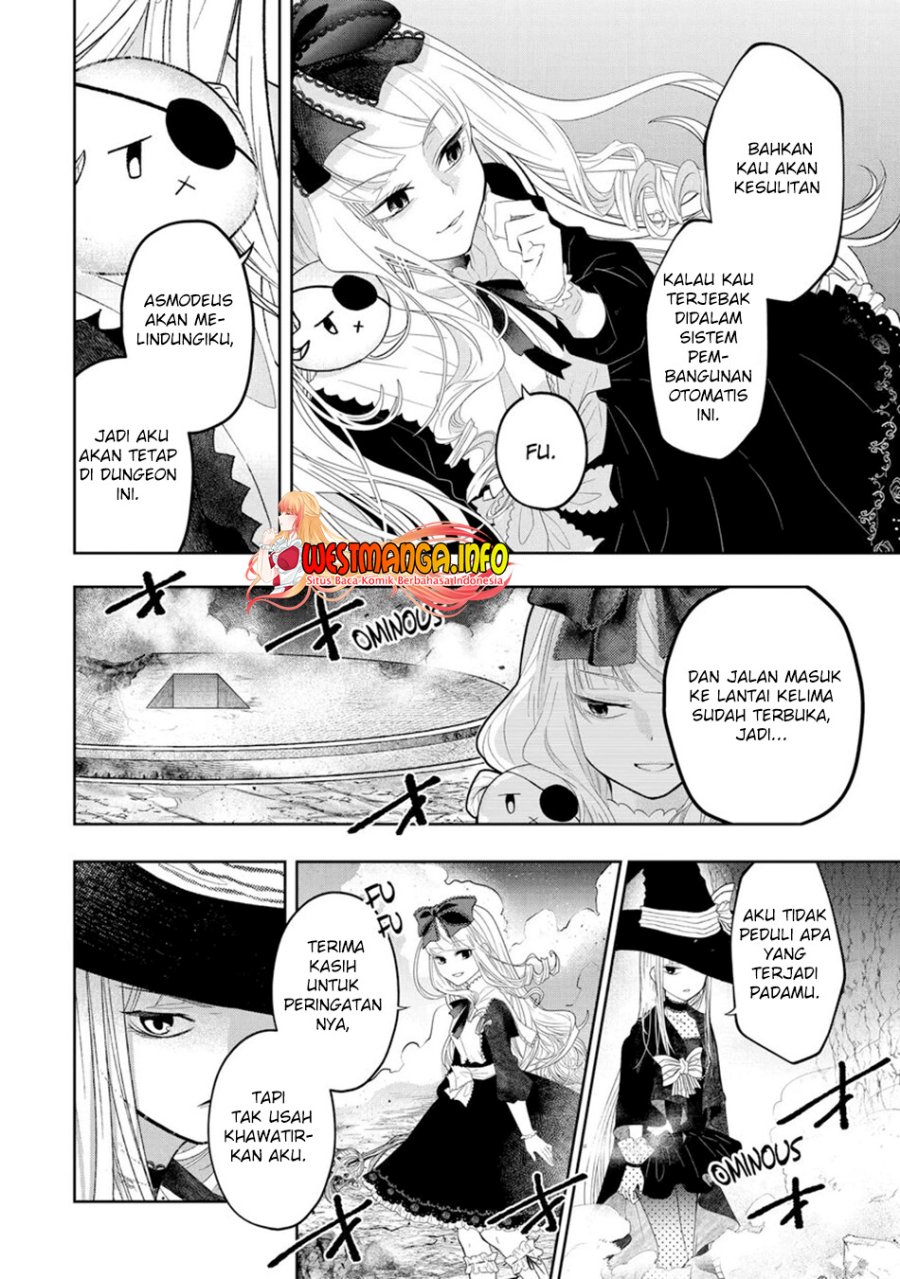 BAHKAN
KAU AKAN
KESULITAN
KALAU KAU
TERJEBAK
DIDALAM
SISTEM
PEM-
BANGUNAN
OTOMATIS
INI.
FU.
ASMODEUS
AKAN ME-
LINDUNGIKU,
JADI AKU
AKAN TETAP
DI DUNGEON
INI.
WESTMANGA.INFO
Situs Baca Komik Berbahasa Indonesia
DAN JALAN MASUK
KE LANTAI KELIMA
SUDAH TERBUKA,
JADI...
OMINOUS
AKU TIDAK
PEDULI APA
YANG
TERJADI
PADAMU.
OMINOUS
FU
FU
TERIMA
KASIH
UNTUK
PERINGATAN
NYA,
TAPI
TAK USAH
KHAWATIR-
KAN AKU.